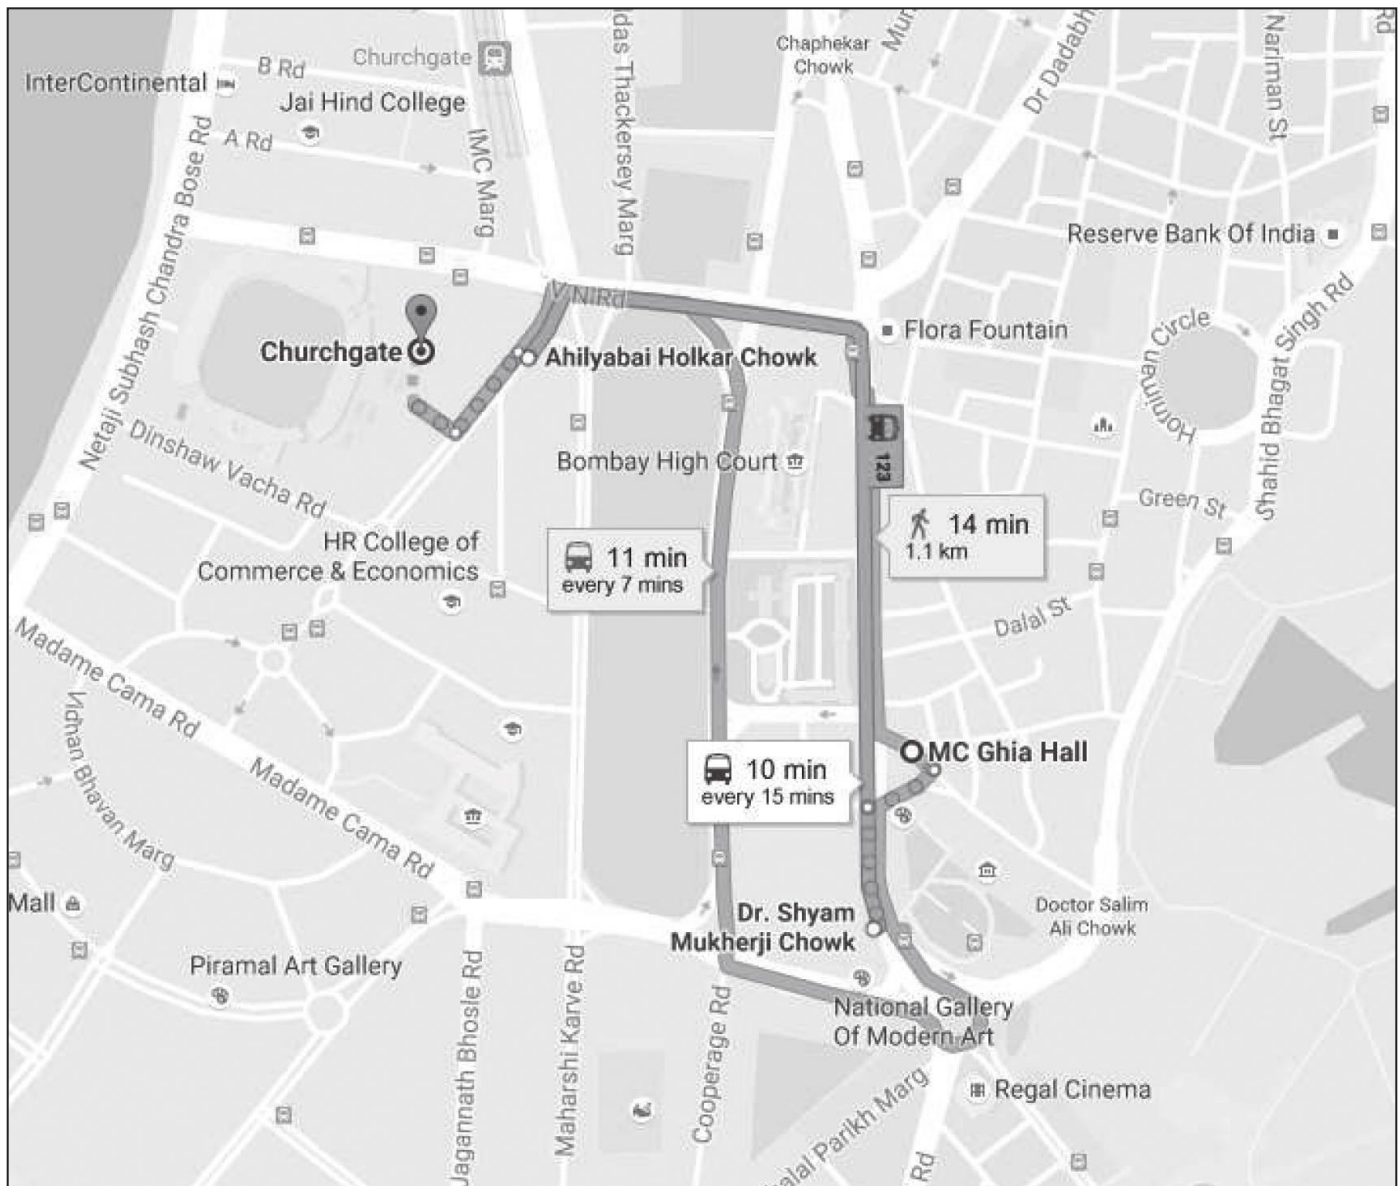 Chaphekar
Chowk
Churchgate
InterContinental
B Rd
Jai Hind College
A Rd
IMC Marg
Thackersey Marg
Dr
Nariman St
Rd
Netaji Subhash Chandra Bose Rd
Reserve Bank Of India
V N Rd
Flora Fountain
Churchgate
Ahilyabai Holkar Chowk
Horniman Circle
Shahid Bhagat Singh Rd
Dinshaw Vacha Rd
Bombay High Court
123
Green St
14 min
1.1 km
HR College of
Commerce & Economics
11 min
every 7 mins
Dalal St
Madame Cama Rd
Vidhan Bhavan Marg
MC Ghia Hall
10 min
every 15 mins
Madame Cama Rd
Mall
Dr. Shyam
Mukherji Chowk
Doctor Salim
Ali Chowk
Piramal Art Gallery
National Gallery
Of Modern Art
Jagannath Bhosle Rd
Maharshi Karve Rd
Cooperage Rd
Regal Cinema
Parikh Marg
Rd